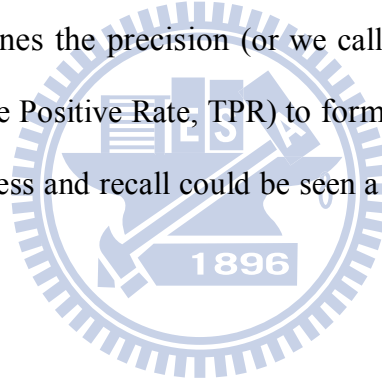 nes the precision (or we call
e Positive Rate, TPR) to form
ess and recall could be seen a
E S A
1896